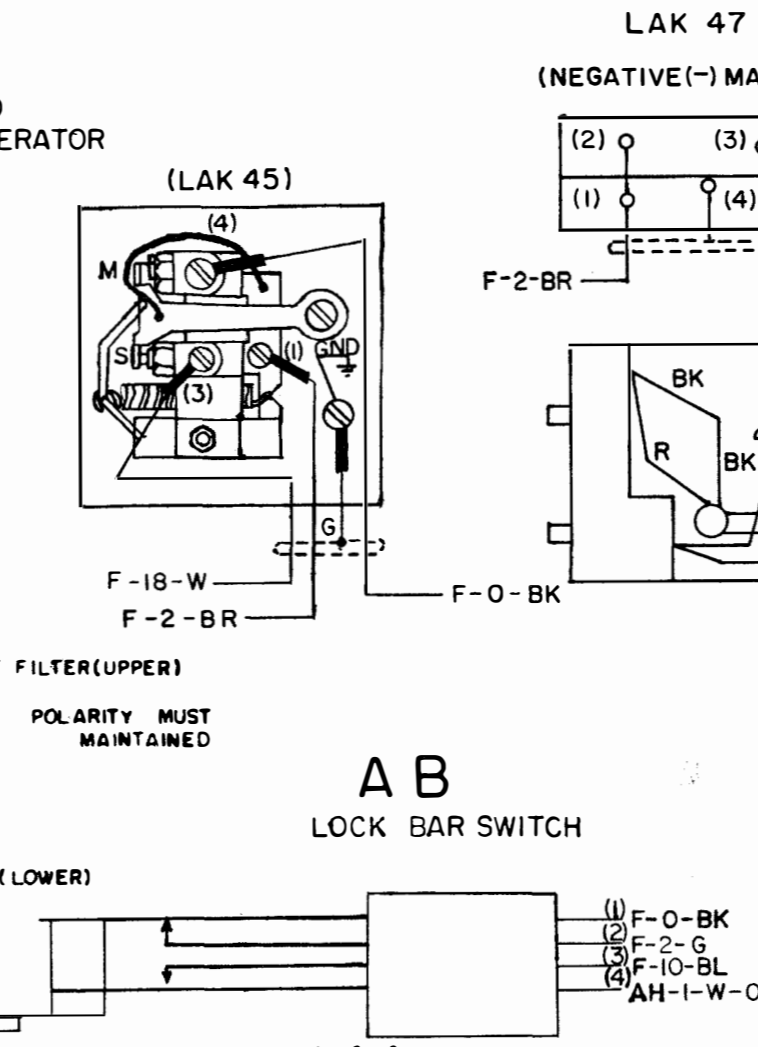 LAK 47
(NEGATIVE(-)
ERATOR
(LAK 45)
(2)
(3)
(1)
(4)
F-2-BR
(4)
M
S
(1)
GND
(3)
G
F-18-W
F-2-BR
F-0-BK
BK
R
BK
FILTER(UPPER)
POLARITY MUST
MAINTAINED
AB
LOCK BAR SWITCH
(LOWER)
(1) F-0-BK
(2) F-2-G
(3) F-10-BL
(4) AH-1-W-O